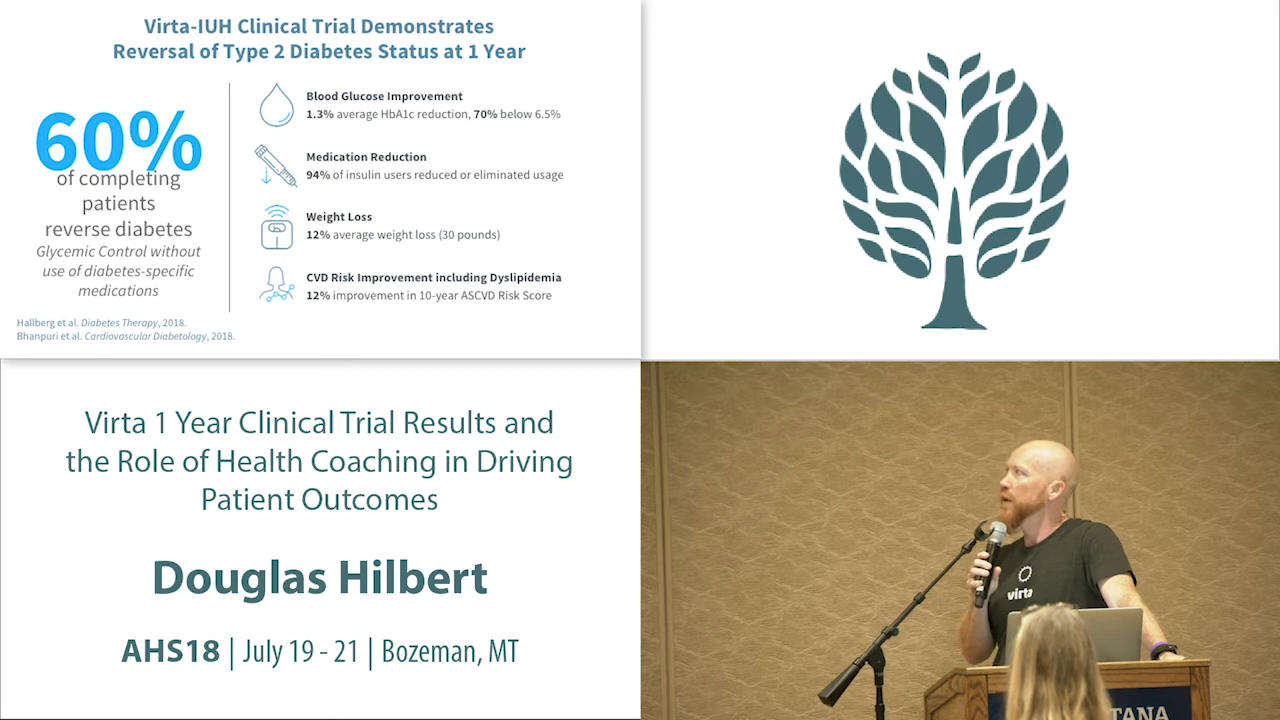 Virta-IUH Clinical Trial Demonstrates
Reversal of Type 2 Diabetes Status at 1 Year
60%
of completing
patients
reverse diabetes
Glycemic Control without
use of diabetes-specific
medications
Blood Glucose Improvement
1.3% average HbA1c reduction, 70% below 6.5%
Medication Reduction
94% of insulin users reduced or eliminated usage
Weight Loss
12% average weight loss (30 pounds)
CVD Risk Improvement including Dyslipidemia
12% improvement in 10-year ASCVD Risk Score
Hallberg et al. Diabetes Therapy, 2018.
Bhanpuri et al. Cardiovascular Diabetology, 2018.
Virta 1 Year Clinical Trial Results and
the Role of Health Coaching in Driving
Patient Outcomes
Douglas Hilbert
AHS18 | July 19 - 21 | Bozeman, MT
virta
TANA